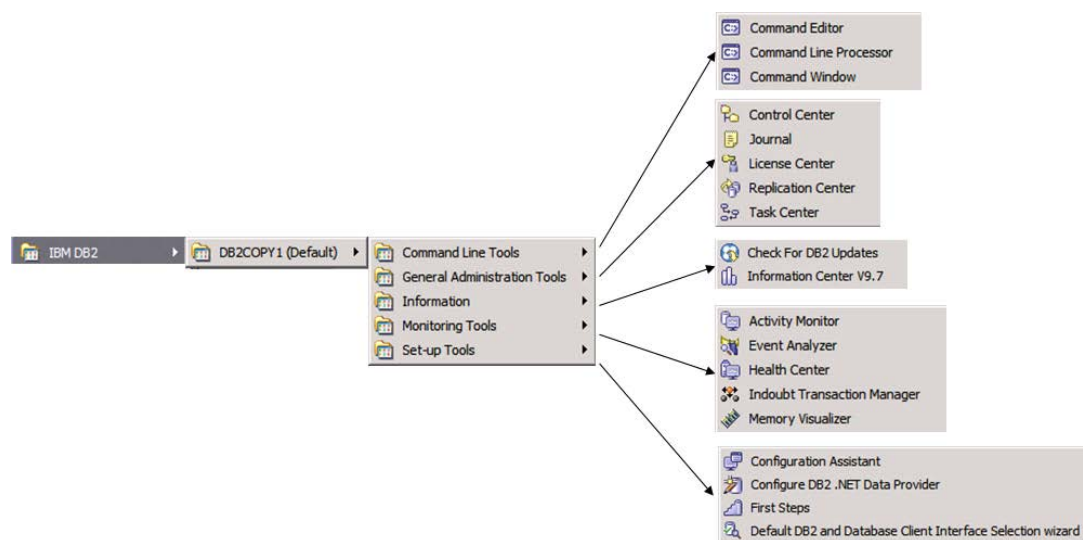 IBM DB2
DB2COPY1 (Default)
Command Line Tools
General Administration Tools
Information
Monitoring Tools
Set-up Tools
Command Editor
Command Line Processor
Command Window
Control Center
Journal
License Center
Replication Center
Task Center
Check For DB2 Updates
Information Center V9.7
Activity Monitor
Event Analyzer
Health Center
Indoubt Transaction Manager
Memory Visualizer
Configuration Assistant
Configure DB2 .NET Data Provider
First Steps
Default DB2 and Database Client Interface Selection wizard